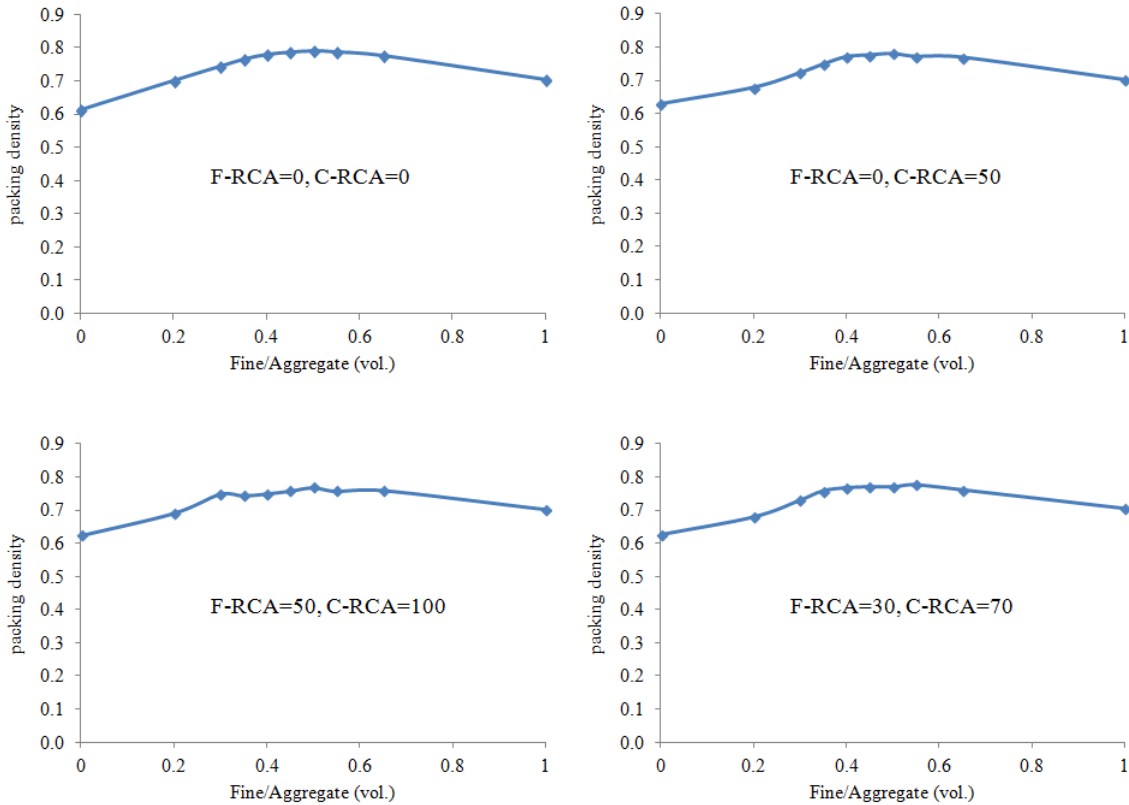 0.9
0.8
0.7
0.6
0.5
0.4
0.3
0.2
0.1
0.0
packing density
F-RCA=0, C-RCA=0
0 0.2 0.4 0.6 0.8 1
Fine/Aggregate (vol.)
0.9
0.8
0.7
0.6
0.5
0.4
0.3
0.2
0.1
0.0
packing density
F-RCA=0, C-RCA=50
0 0.2 0.4 0.6 0.8 1
Fine/Aggregate (vol.)
0.9
0.8
0.7
0.6
0.5
0.4
0.3
0.2
0.1
0.0
packing density
F-RCA=50, C-RCA=100
0 0.2 0.4 0.6 0.8 1
Fine/Aggregate (vol.)
0.9
0.8
0.7
0.6
0.5
0.4
0.3
0.2
0.1
0.0
packing density
F-RCA=30, C-RCA=70
0 0.2 0.4 0.6 0.8 1
Fine/Aggregate (vol.)